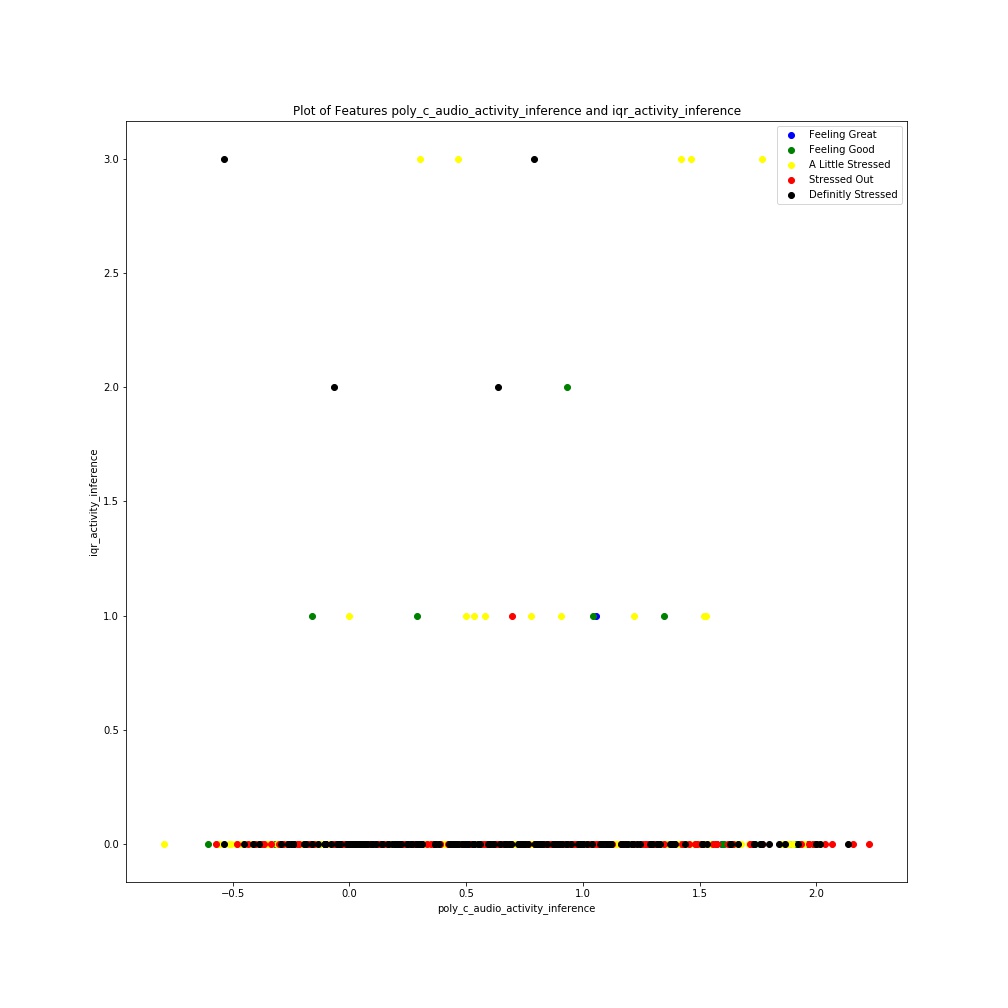 Plot of Features poly_c_audio_activity_inference and iqr_activity_inference
Feeling Great
Feeling Good
A Little Stressed
Stressed Out
Definitly Stressed
3.0
2.5
2.0
1.5
1.0
0.5
0.0
iqr_activity_inference
−0.5
0.0
0.5
1.0
1.5
2.0
poly_c_audio_activity_inference